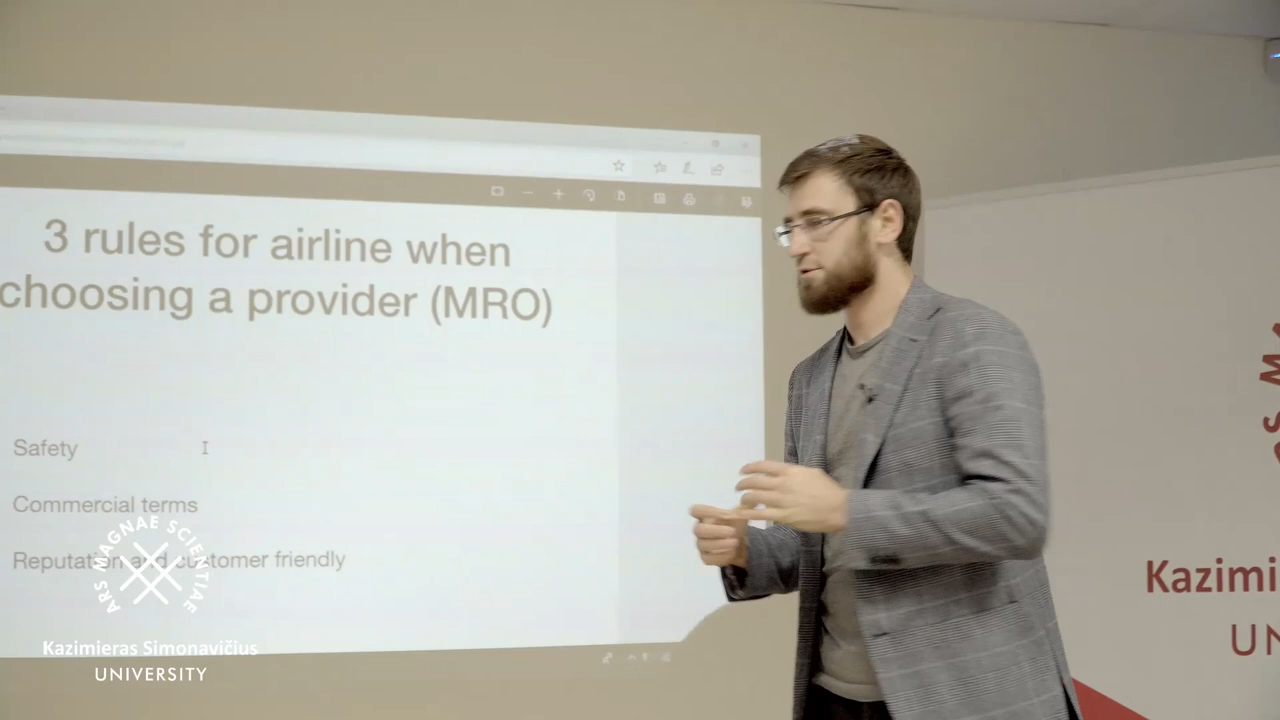 3 rules for airline when
choosing a provider (MRO)
Safety
Commercial terms
Reputation and customer friendly
ARS MAGNAE SCIENTIAE
Kazimieras Simonavičius
UNIVERSITY
Kazimi
UN